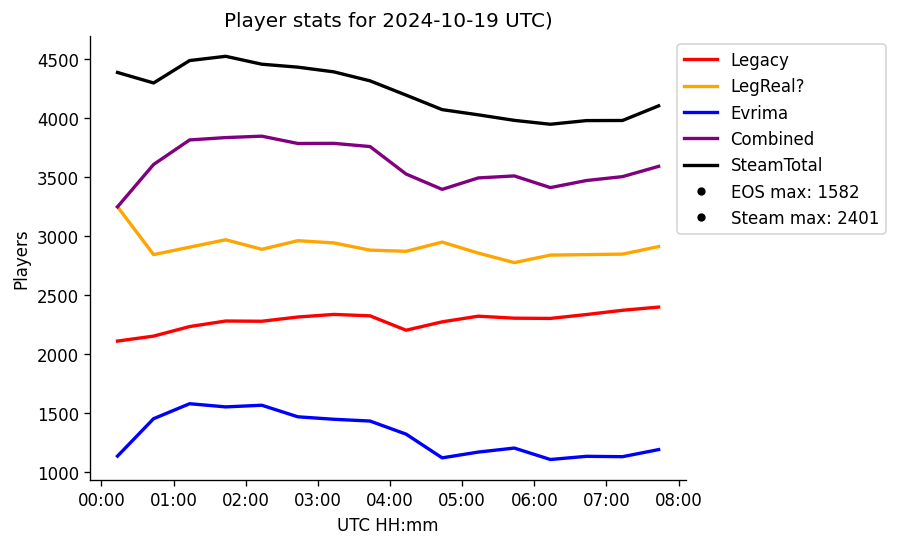 Player stats for 2024-10-19 UTC)
Legacy
LegReal?
Evrima
Combined
SteamTotal
EOS max: 1582
Steam max: 2401
Players
4500
4000
3500
3000
2500
2000
1500
1000
00:00 01:00 02:00 03:00 04:00 05:00 06:00 07:00 08:00
UTC HH:mm